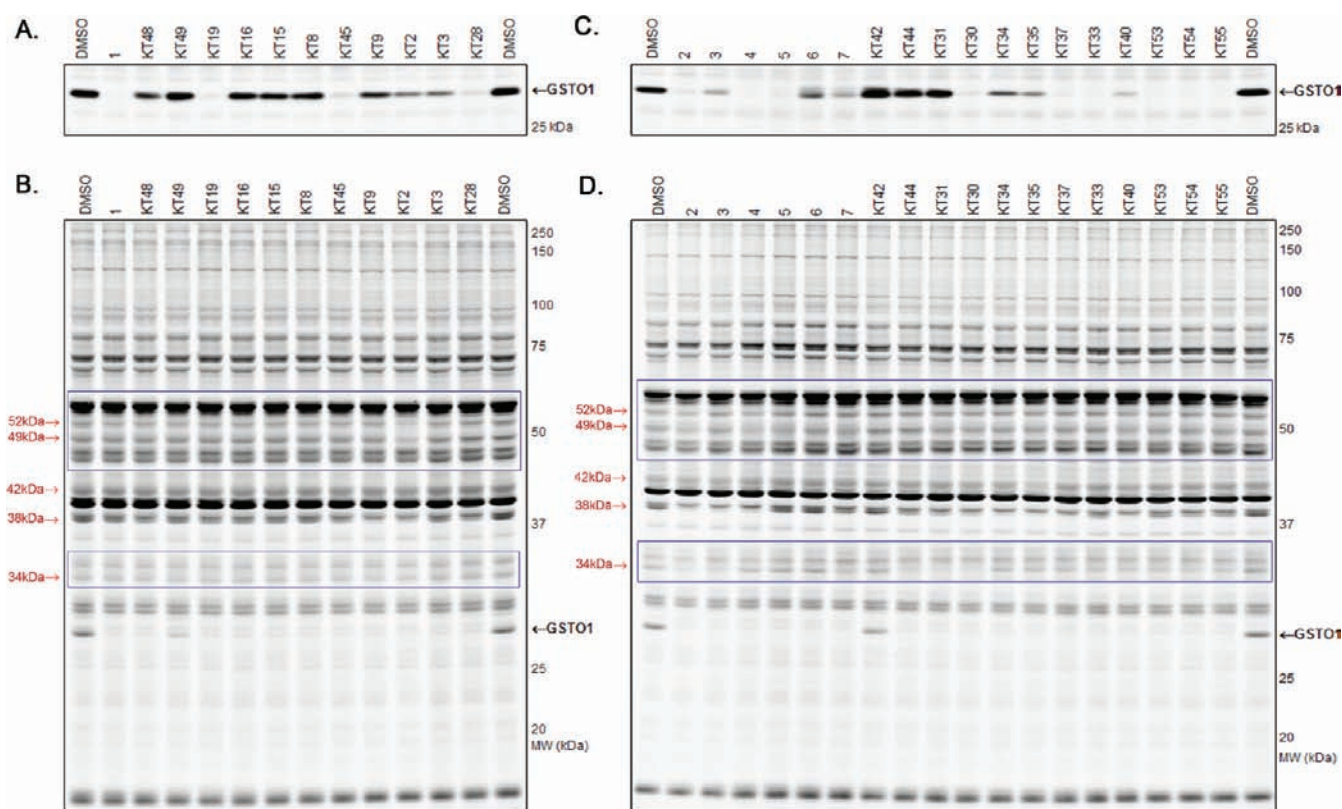 A.
DMSO 1 KT48 KT49 KT19 KT16 KT15 KT8 KT45 KT9 KT2 KT3 KT28 DMSO
←GSTO1
25 kDa
B.
DMSO 1 KT48 KT49 KT19 KT16 KT15 KT8 KT45 KT9 KT2 KT3 KT28 DMSO
250
150
100
75
52kDa→
49kDa→
50
42kDa→
38kDa→
37
34kDa→
←GSTO1
25
20
MW (kDa)
C.
DMSO 2 3 4 5 6 7 KT42 KT44 KT31 KT30 KT34 KT35 KT37 KT33 KT40 KT53 KT54 KT55 DMSO
←GSTO1
25 kDa
D.
DMSO 2 3 4 5 6 7 KT42 KT44 KT31 KT30 KT34 KT35 KT37 KT33 KT40 KT53 KT54 KT55 DMSO
250
150
100
75
52kDa→
49kDa→
50
42kDa→
38kDa→
37
34kDa→
←GSTO1
25
20
MW (kDa)